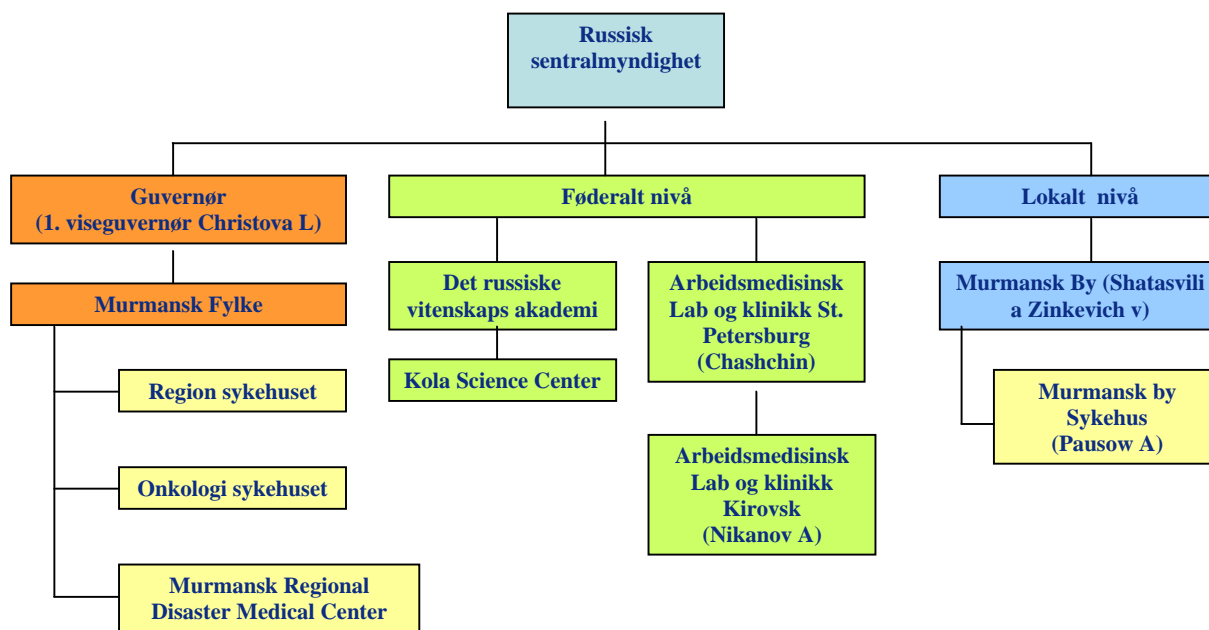 Russisk
sentralmyndighet
Guvernør
(1. viseguvernør Christova L)
Murmansk Fylke
Region sykehuset
Onkologi sykehuset
Murmansk Regional
Disaster Medical Center
Føderalt nivå
Det russiske
vitenskaps akademi
Kola Science Center
Arbeidsmedisinsk
Lab og klinikk St.
Petersburg
(Chashchin)
Arbeidsmedisinsk
Lab og klinikk
Kirovsk
(Nikanov A)
Lokalt nivå
Murmansk By (Shatasvili
a Zinkevich v)
Murmansk by
Sykehus
(Pausow A)